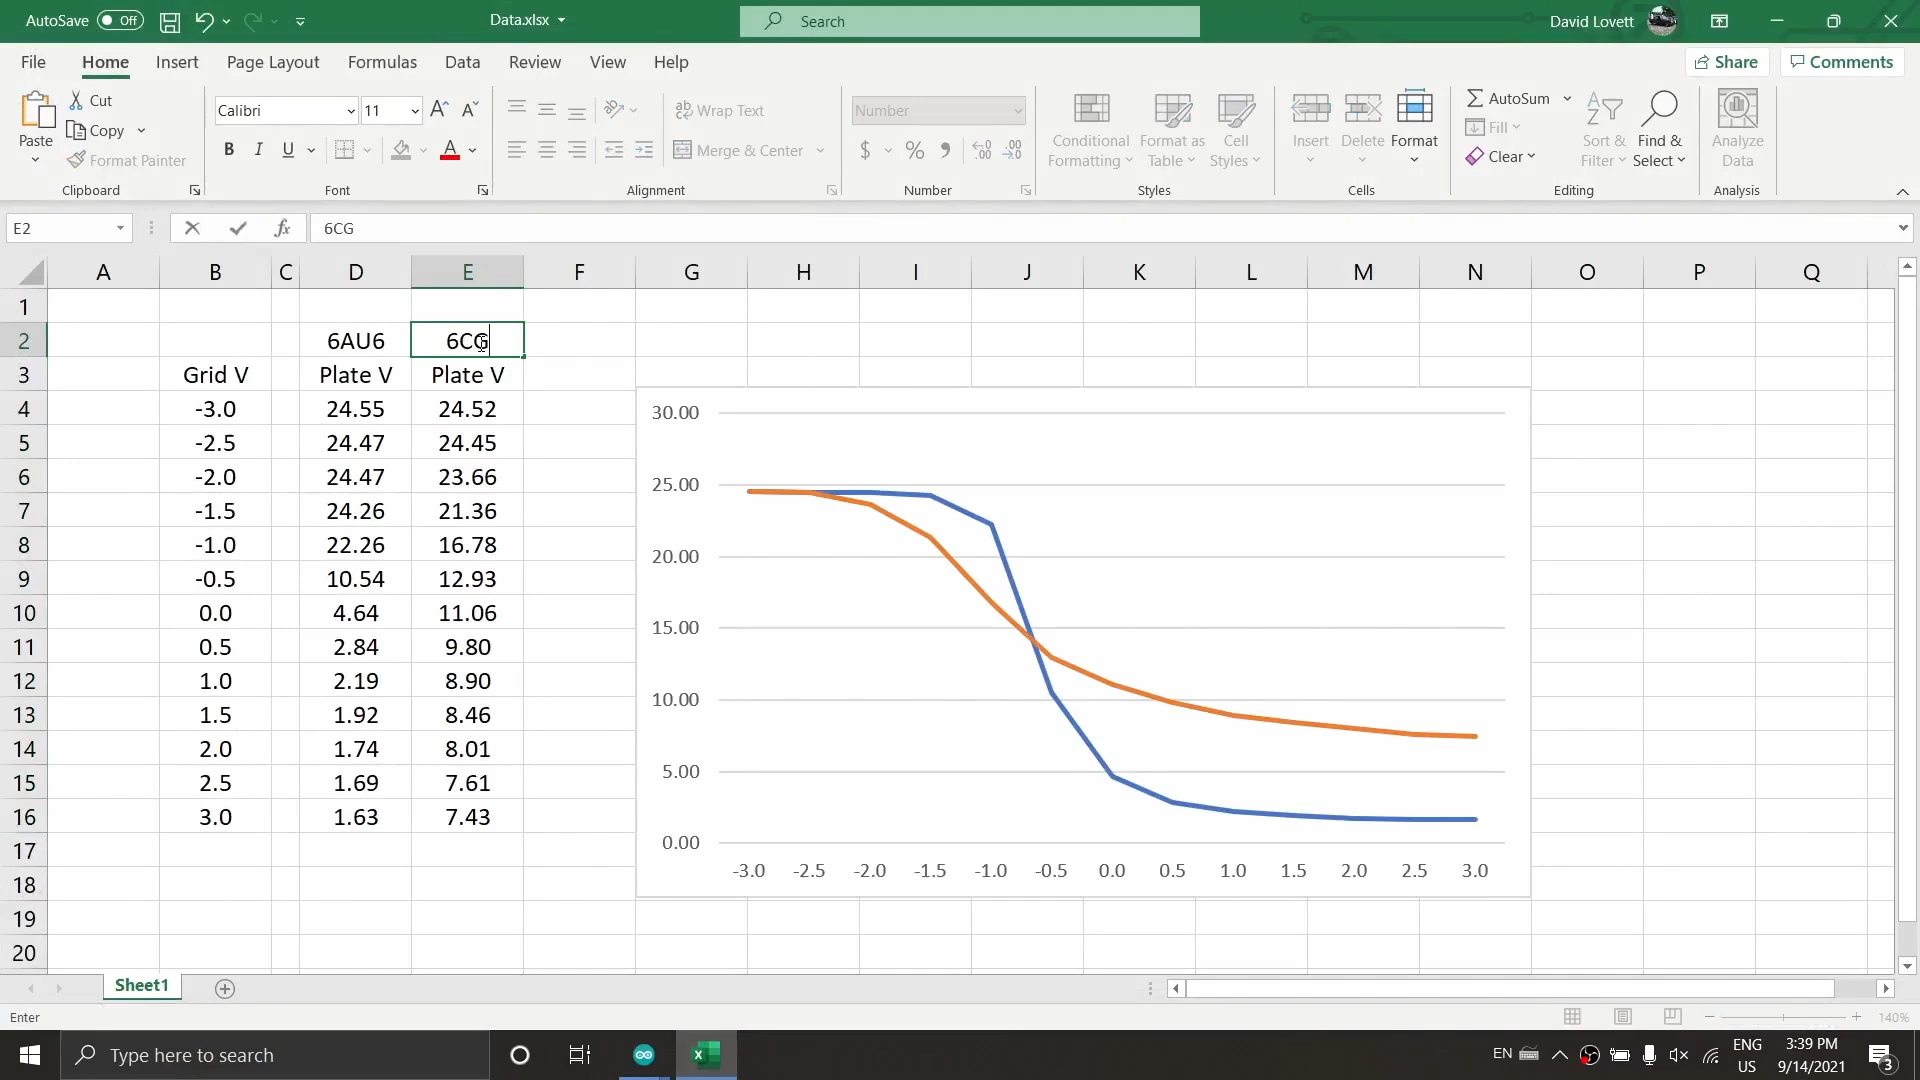 AutoSave Off
Data.xlsx
Search
David Lovett
File Home Insert Page Layout Formulas Data Review View Help
Share
Comments
Paste
Cut
Copy
Format Painter
Clipboard
Calibri 11
B I U
Font
Wrap Text
Merge & Center
Alignment
Number
$ % ,
Number
Conditional Formatting
Format as Table
Cell Styles
Styles
Insert Delete Format
Cells
AutoSum
Fill
Clear
Sort & Filter
Find & Select
Editing
Analyze Data
Analysis
E2 fx 6CG
A B C D E F G H I J K L M N O P Q
1
2 6AU6 6CG
3 Grid V Plate V Plate V
4 -3.0 24.55 24.52
5 -2.5 24.47 24.45
6 -2.0 24.47 23.66
7 -1.5 24.26 21.36
8 -1.0 22.26 16.78
9 -0.5 10.54 12.93
10 0.0 4.64 11.06
11 0.5 2.84 9.80
12 1.0 2.19 8.90
13 1.5 1.92 8.46
14 2.0 1.74 8.01
15 2.5 1.69 7.61
16 3.0 1.63 7.43
17
18
19
20
30.00
25.00
20.00
15.00
10.00
5.00
0.00
-3.0 -2.5 -2.0 -1.5 -1.0 -0.5 0.0 0.5 1.0 1.5 2.0 2.5 3.0
Sheet1
Enter
140%
Type here to search
EN
ENG
US
3:39 PM
9/14/2021
3